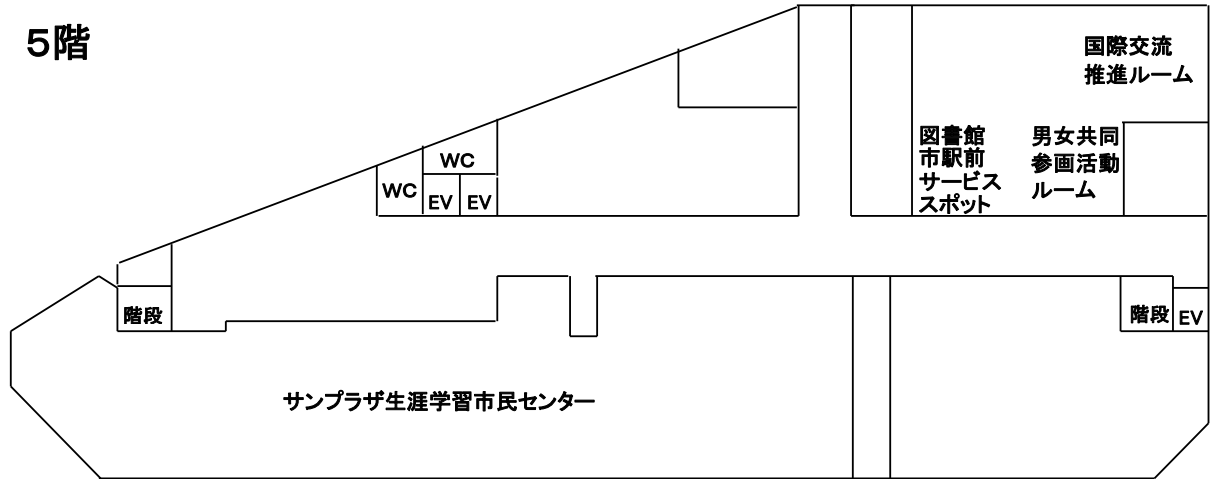 5階
国際交流
推進ルーム
図書館
市駅前
サービス
スポット
男女共同
参画活動
ルーム
WC
WC
EV
EV
階段
階段
EV
サンプラザ生涯学習市民センター